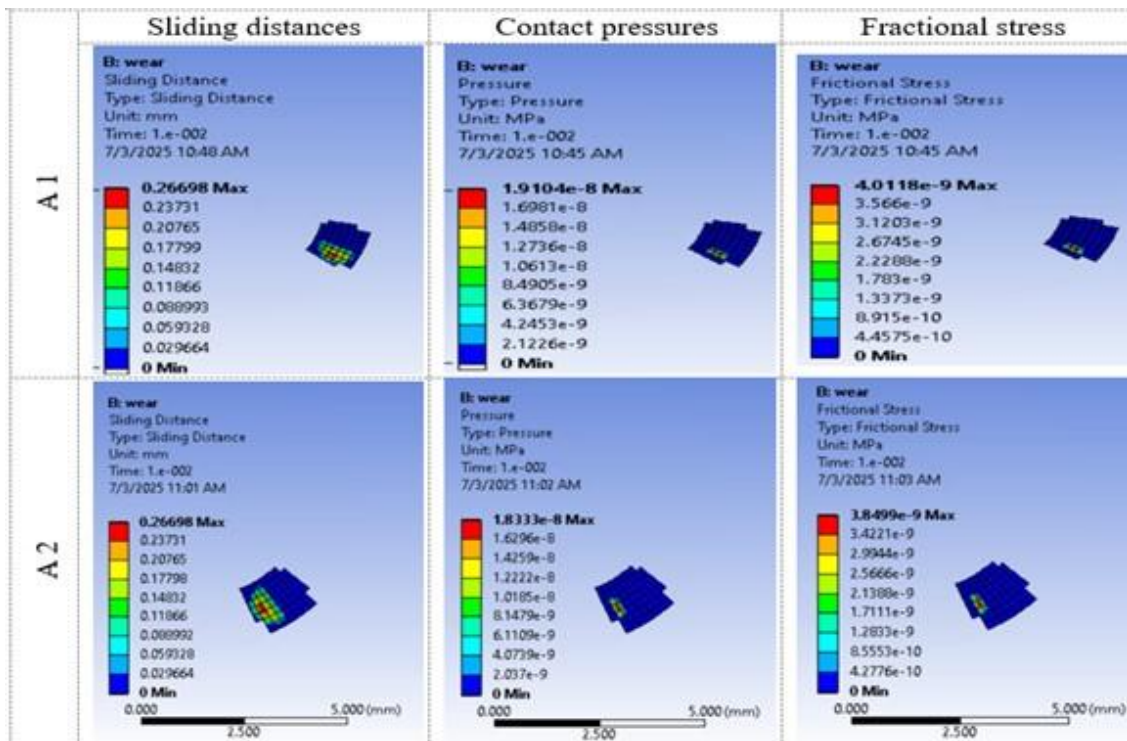 Sliding distances
Contact pressures
Fractional stress
A 1
B: wear
Sliding Distance
Type: Sliding Distance
Unit: mm
Time: 1.e-002
7/3/2025 10:48 AM
0.26698 Max
0.23731
0.20765
0.17799
0.14832
0.11866
0.088993
0.059328
0.029664
0 Min
B: wear
Pressure
Type: Pressure
Unit: MPa
Time: 1.e-002
7/3/2025 10:45 AM
1.9104e-8 Max
1.6981e-8
1.4858e-8
1.2736e-8
1.0613e-8
8.4905e-9
6.3679e-9
4.2453e-9
2.1226e-9
0 Min
B: wear
Frictional Stress
Type: Frictional Stress
Unit: MPa
Time: 1.e-002
7/3/2025 10:45 AM
4.0118e-9 Max
3.566e-9
3.1203e-9
2.6745e-9
2.2288e-9
1.783e-9
1.3373e-9
8.915e-10
4.4575e-10
0 Min
A 2
B: wear
Sliding Distance
Type: Sliding Distance
Unit: mm
Time: 1.e-002
7/3/2025 11:01 AM
0.26698 Max
0.23731
0.20765
0.17798
0.14832
0.11866
0.088992
0.059328
0.029664
0 Min
0.000
5.000 (mm)
2.500
B: wear
Pressure
Type: Pressure
Unit: MPa
Time: 1.e-002
7/3/2025 11:02 AM
1.8333e-8 Max
1.6296e-8
1.4259e-8
1.2222e-8
1.0185e-8
8.1479e-9
6.1109e-9
4.0739e-9
2.037e-9
0 Min
0.000
5.000 (mm)
2.500
B: wear
Frictional Stress
Type: Frictional Stress
Unit: MPa
Time: 1.e-002
7/3/2025 11:03 AM
3.8499e-9 Max
3.4221e-9
2.9944e-9
2.5666e-9
2.1388e-9
1.7111e-9
1.2833e-9
8.5553e-10
4.2776e-10
0 Min
0.000
5.000 (mm)
2.500